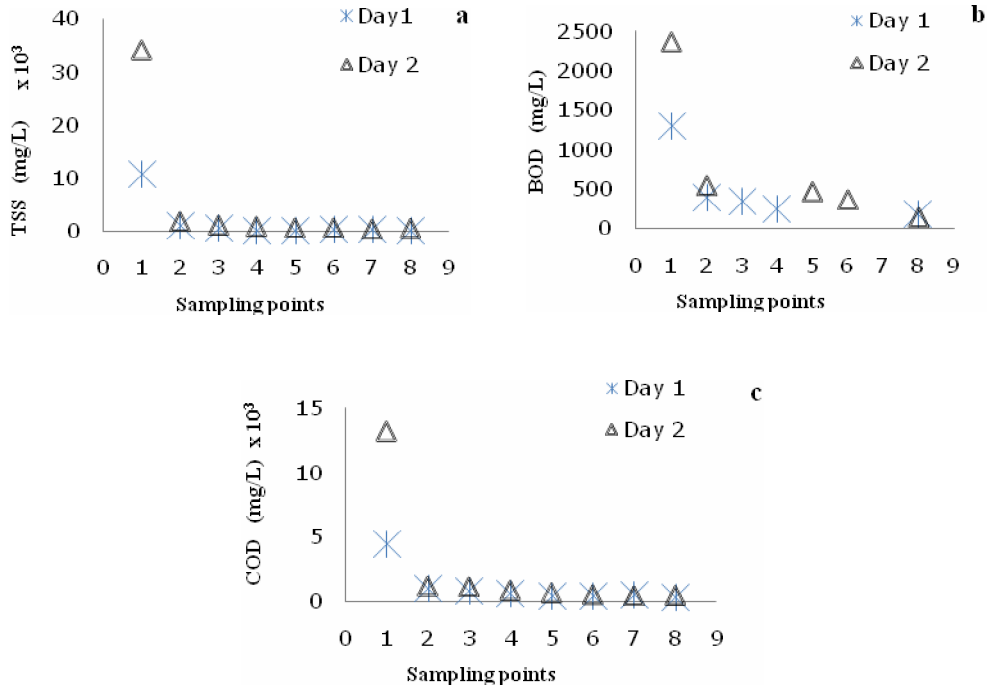 a
Day1
Day 2
TSS (mg/L) x 10³
40
30
20
10
0
0 1 2 3 4 5 6 7 8 9
Sampling points
b
Day 1
Day 2
BOD (mg/L)
2500
2000
1500
1000
500
0
0 1 2 3 4 5 6 7 8 9
Sampling points
c
Day 1
Day 2
COD (mg/L) x 10³
15
10
5
0
0 1 2 3 4 5 6 7 8 9
Sampling points